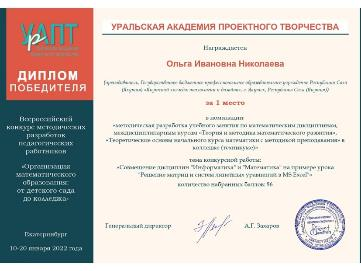 УрАПТ
ДИПЛОМ
ПОБЕДИТЕЛЯ
Всероссийский
конкурс методических
разработок
педагогических
работников
«Организация
математического
образования:
от детского сада
до колледжа»
Екатеринбург
10-20 января 2022 года
УРАЛЬСКАЯ АКАДЕМИЯ ПРОЕКТНОГО ТВОРЧЕСТВА
Награждается
Ольга Ивановна Николаева
(преподаватель, Государственное бюджетное профессиональное образовательное учреждение Республики Саха
(Якутия) «Якутский колледж
г. Якутск, Республика Саха (Якутия))
за 1 место
в номинации
«методическая разработка учебного занятия по математическим дисциплинам,
междисциплинарным курсам «Теория и методика математического развития»,
«Теоретические основы начального курса математики с методикой преподавания» в
колледже (техникуме)»
тема конкурсной работы:
«Совмещение дисциплин "Информатика" и "Математика" на примере урока
"Решение матриц и систем линейных уравнений в MS Excel"»
количество набранных баллов: 56
Генеральный директор
А.Г. Захаров